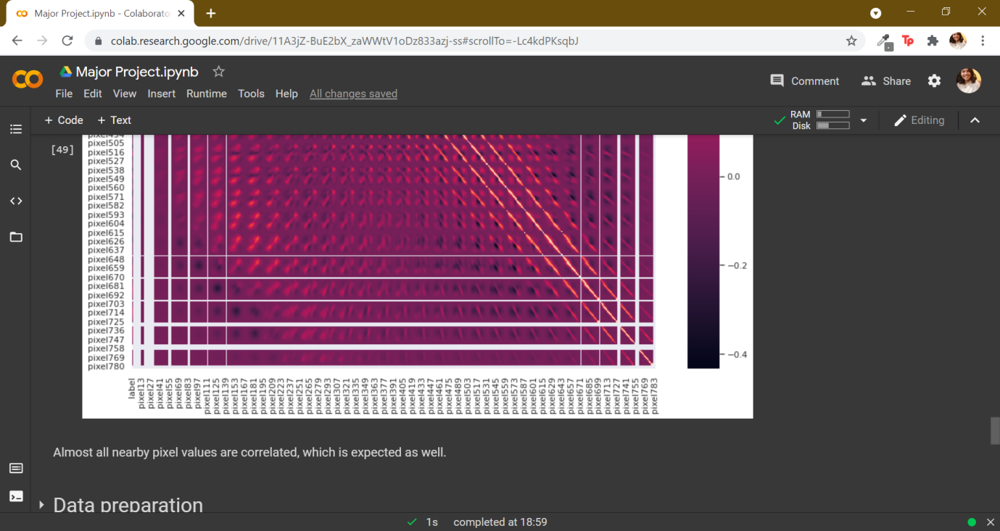 Major Project.ipynb - Colaborato
colab.research.google.com/drive/11A3jZ-BuE2bX_zaWWtV1oDz833azj-ss#scrollTo=-Lc4kdPKsqbJ
Tp
Major Project.ipynb
Comment
Share
File Edit View Insert Runtime Tools Help All changes saved
+ Code + Text
RAM
Disk
Editing
[49]
pixel494
pixel505
pixel516
pixel527
pixel538
pixel549
pixel560
pixel571
pixel582
pixel593
pixel604
pixel615
pixel626
pixel637
pixel648
pixel659
pixel670
pixel681
pixel692
pixel703
pixel714
pixel725
pixel736
pixel747
pixel758
pixel769
pixel780
0.0
−0.2
−0.4
label
pixel13
pixel27
pixel41
pixel55
pixel69
pixel83
pixel97
pixel111
pixel125
pixel139
pixel153
pixel167
pixel181
pixel195
pixel209
pixel223
pixel237
pixel251
pixel265
pixel279
pixel293
pixel307
pixel321
pixel335
pixel349
pixel363
pixel377
pixel391
pixel405
pixel419
pixel433
pixel447
pixel461
pixel475
pixel489
pixel503
pixel517
pixel531
pixel545
pixel559
pixel573
pixel587
pixel601
pixel615
pixel629
pixel643
pixel657
pixel671
pixel685
pixel699
pixel713
pixel727
pixel741
pixel755
pixel769
pixel783
Almost all nearby pixel values are correlated, which is expected as well.
Data preparation
1s completed at 18:59